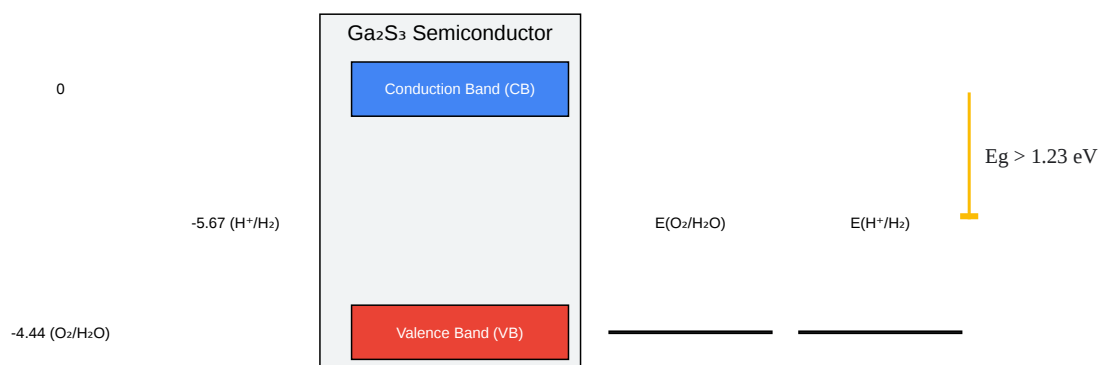 Ga₂S₃ Semiconductor
0
Conduction Band (CB)
Eg > 1.23 eV
-5.67 (H⁺/H₂)
E(O₂/H₂O)
E(H⁺/H₂)
-4.44 (O₂/H₂O)
Valence Band (VB)